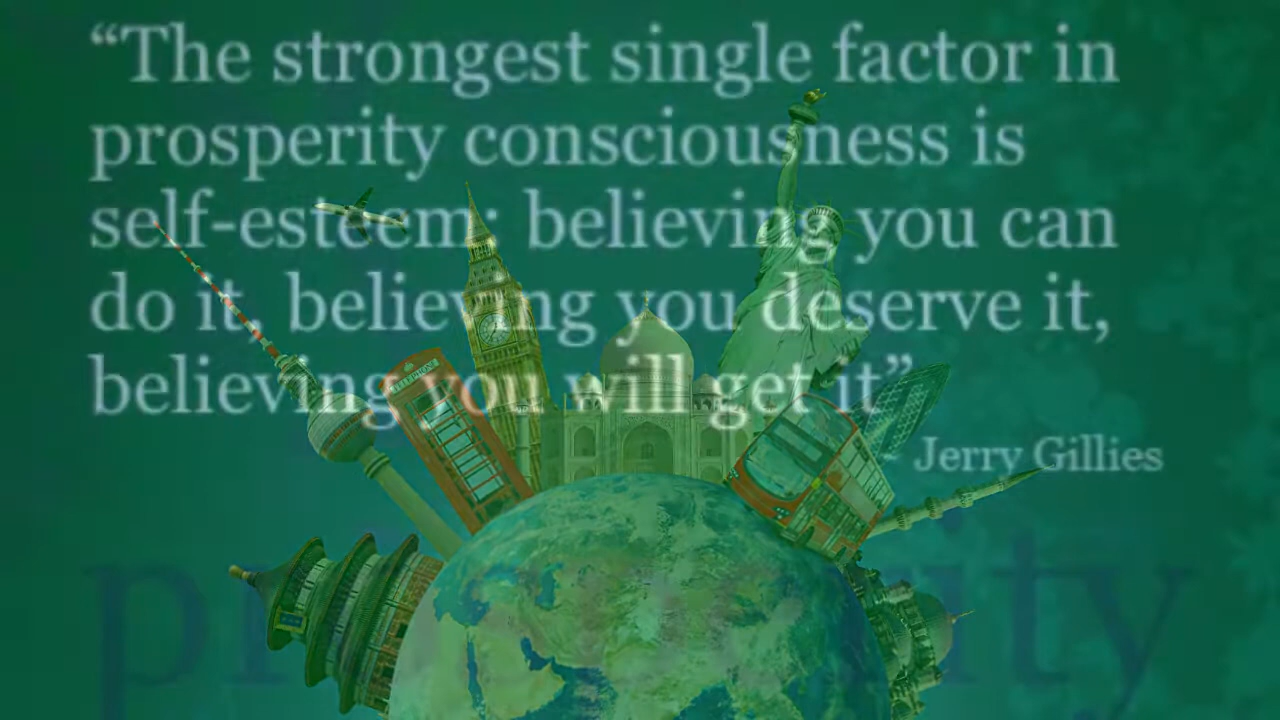 “The strongest single factor in
prosperity consciousness is
self-esteem: believing you can
do it, believing you deserve it,
believing you will get it”
- Jerry Gillies
TELEPHONE